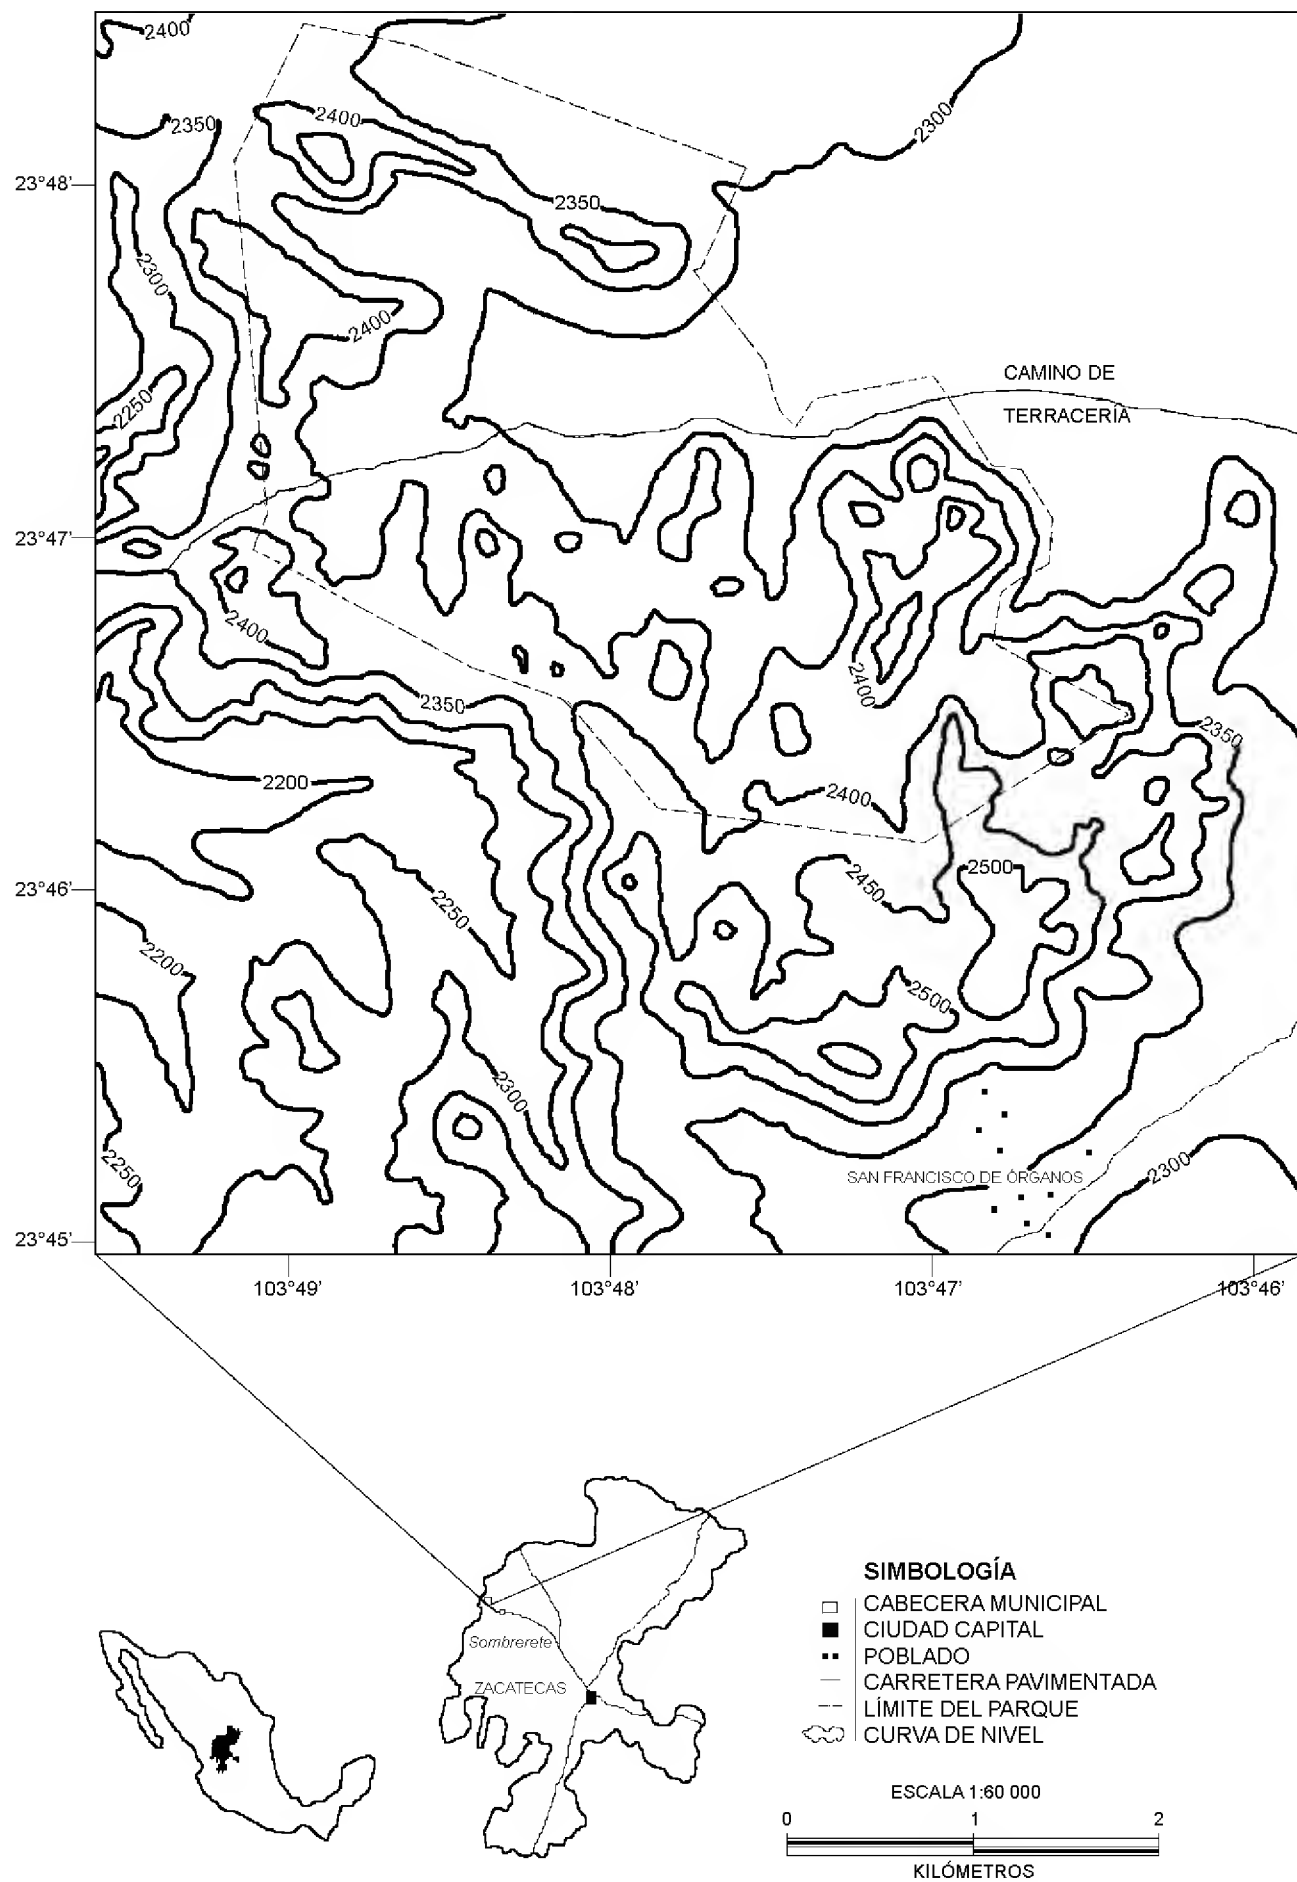 2400
2350
2400
2300
23°48'
2350
2300
2400
CAMINO DE
TERRACERÍA
2250
23°47'
2400
2400
2350
2350
2200
2400
23°46'
2500
2450
2250
2200
2500
2300
2250
SAN FRANCISCO DE ÓRGANOS
2300
23°45'
103°49'
103°48'
103°47'
103°46'
Sombrerete
ZACATECAS
SIMBOLOGÍA
CABECERA MUNICIPAL
CIUDAD CAPITAL
POBLADO
CARRETERA PAVIMENTADA
LÍMITE DEL PARQUE
CURVA DE NIVEL
ESCALA 1:60 000
0 1 2
KILÓMETROS